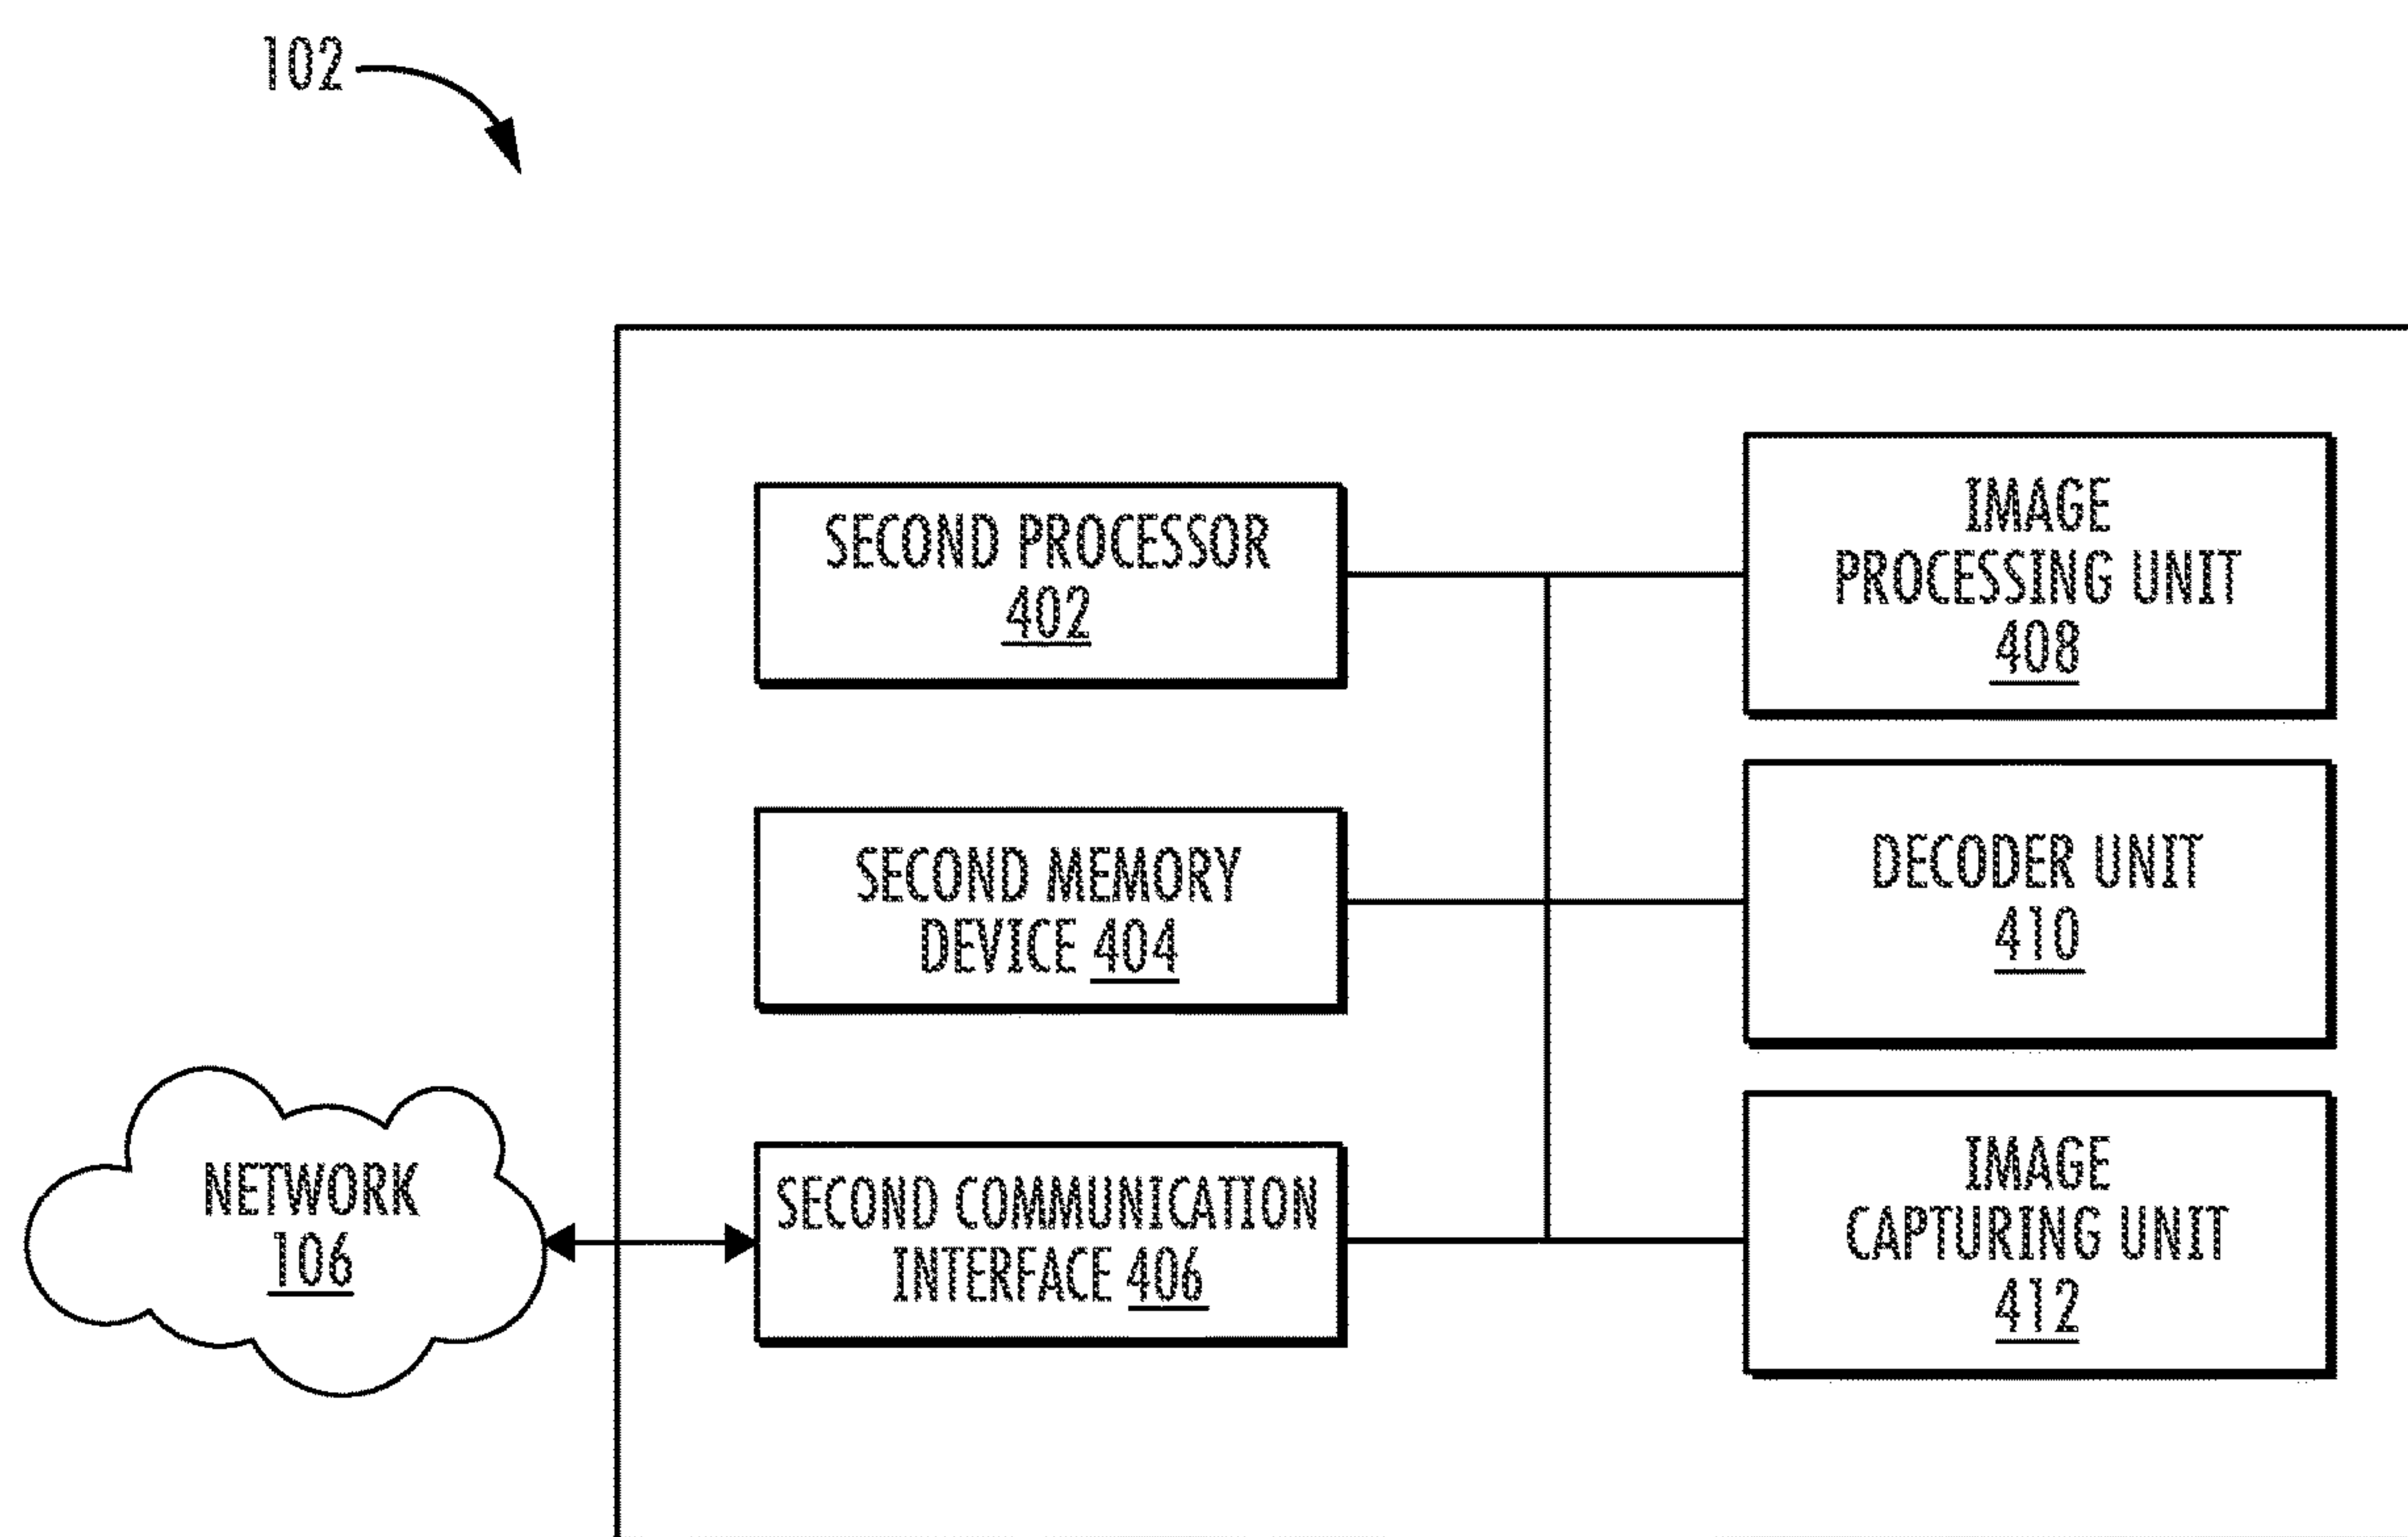 102
SECOND PROCESSOR
402
SECOND MEMORY
DEVICE 404
SECOND COMMUNICATION
INTERFACE 406
IMAGE
PROCESSING UNIT
408
DECODER UNIT
410
IMAGE
CAPTURING UNIT
412
NETWORK
106